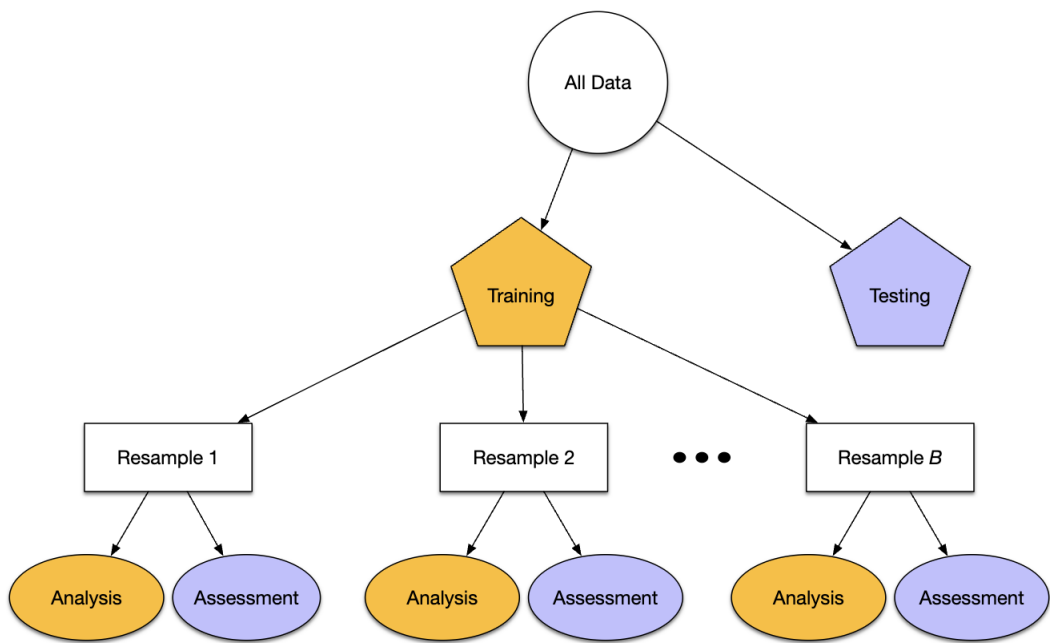 All Data
Training
Testing
Resample 1
Resample 2
Resample B
Analysis
Assessment
Analysis
Assessment
Analysis
Assessment